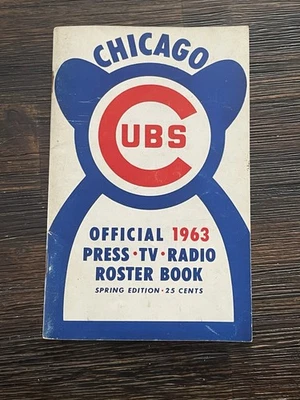 CHICAGO
CUBS
OFFICIAL 1963
PRESS • TV • RADIO
ROSTER BOOK
SPRING EDITION • 25 CENTS